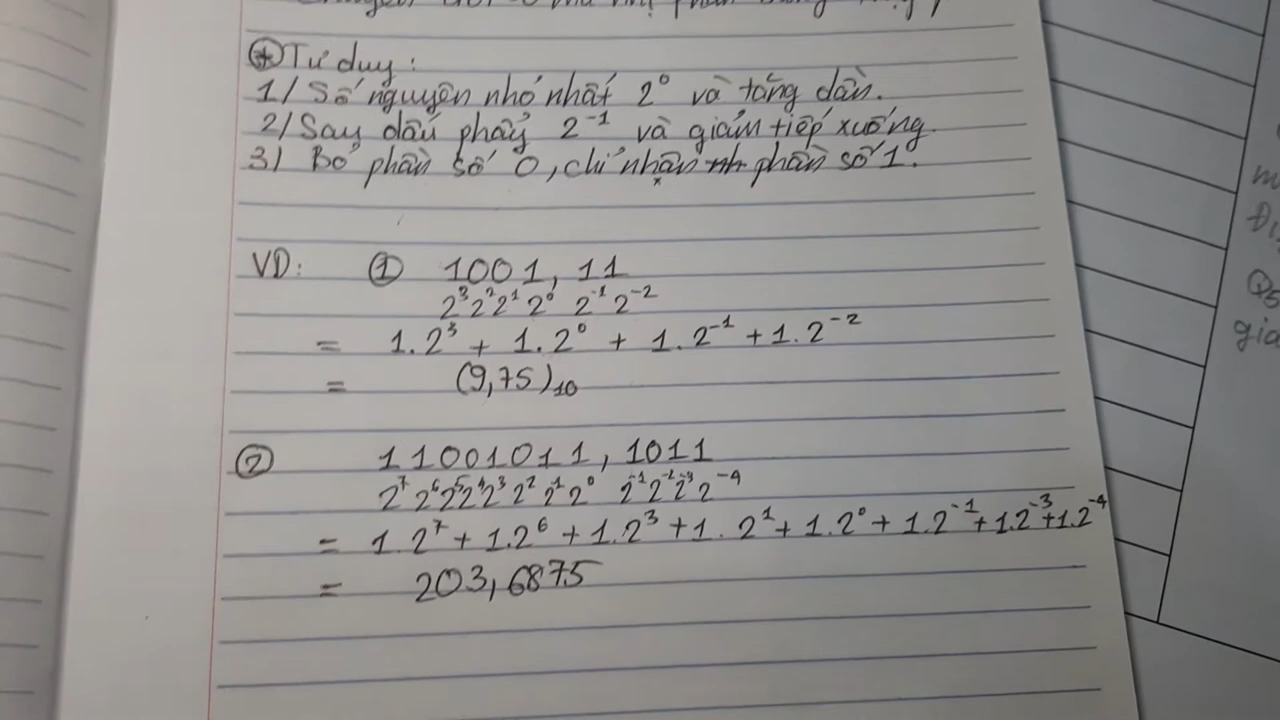 ⊕ Tư duy:
1/ Số nguyên nhỏ nhất 2⁰ và tăng dần.
2/ Say dấu phẩy 2⁻¹ và giảm tiếp xuống
3/ Bỏ phần số 0, chỉ nhận phần số 1.
VD: ① 1001, 11
2³2²2¹2⁰ 2⁻¹2⁻²
= 1.2³ + 1.2⁰ + 1.2⁻¹ + 1.2⁻²
= (9,75)₁₀
② 11001011, 1011
2⁷2⁶2⁵2⁴2³2²2¹2⁰ 2⁻¹2⁻²2⁻³2⁻⁴
= 1.2⁷ + 1.2⁶ + 1.2³ + 1.2¹ + 1.2⁰ + 1.2⁻¹ + 1.2⁻³ + 1.2⁻⁴
= 203,6875